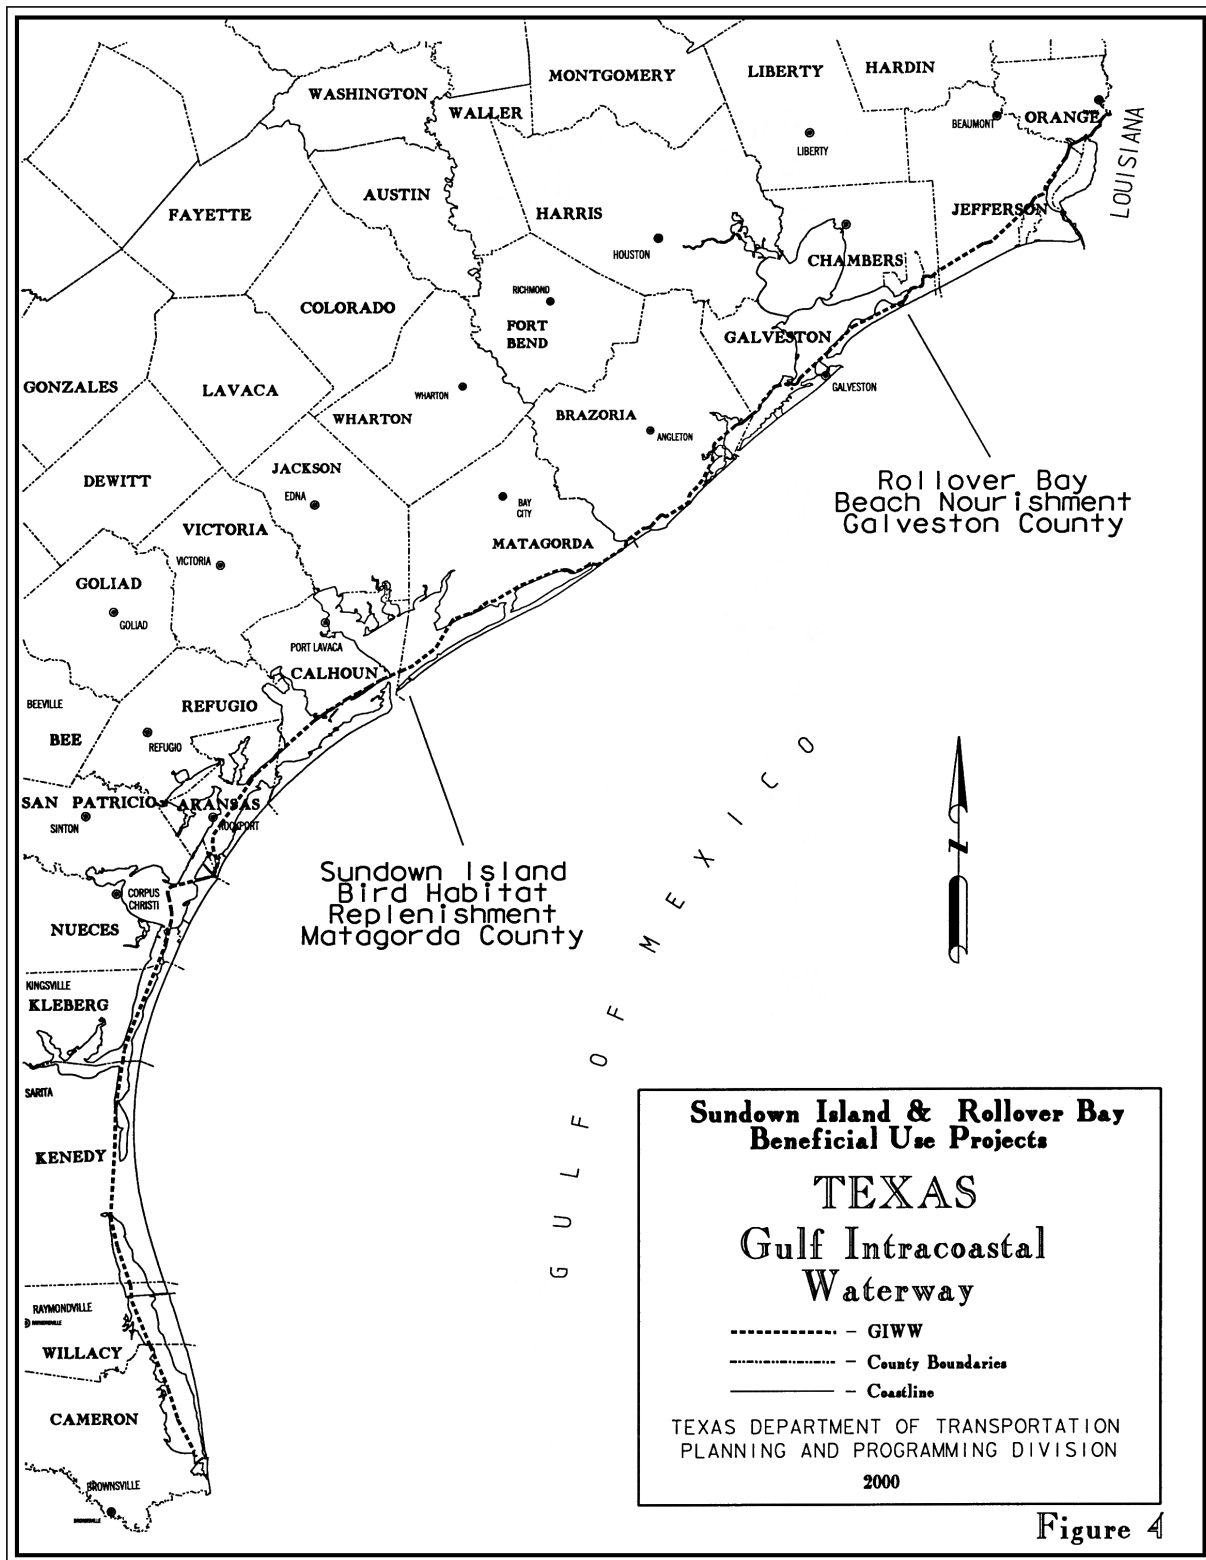 MONTGOMERY
LIBERTY
HARDIN
WASHINGTON
WALLER
ORANGE
BEAUMONT
LIBERTY
LOUISIANA
AUSTIN
FAYETTE
HARRIS
JEFFERSON
HOUSTON
CHAMBERS
RICHMOND
COLORADO
FORT
BEND
GALVESTON
GONZALES
LAVACA
WHARTON
GALVESTON
WHARTON
BRAZORIA
ANGLETON
JACKSON
DEWITT
EDNA
BAY
CITY
Rollover Bay
Beach Nourishment
Galveston County
VICTORIA
MATAGORDA
VICTORIA
GOLIAD
GOLIAD
PORT LAVACA
CALHOUN
BEEVILLE
REFUGIO
BEE
REFUGIO
SAN PATRICIO
ARANSAS
SINTON
ROCKPORT
Sundown Island
Bird Habitat
Replenishment
Matagorda County
CORPUS
CHRISTI
NUECES
N
KINGSVILLE
KLEBERG
SARITA
KENEDY
GULF OF MEXICO
RAYMONDVILLE
WILLACY
CAMERON
BROWNSVILLE
Sundown Island & Rollover Bay
Beneficial Use Projects
TEXAS
Gulf Intracoastal
Waterway
– GIWW
– County Boundaries
– Coastline
TEXAS DEPARTMENT OF TRANSPORTATION
PLANNING AND PROGRAMMING DIVISION
2000
Figure 4